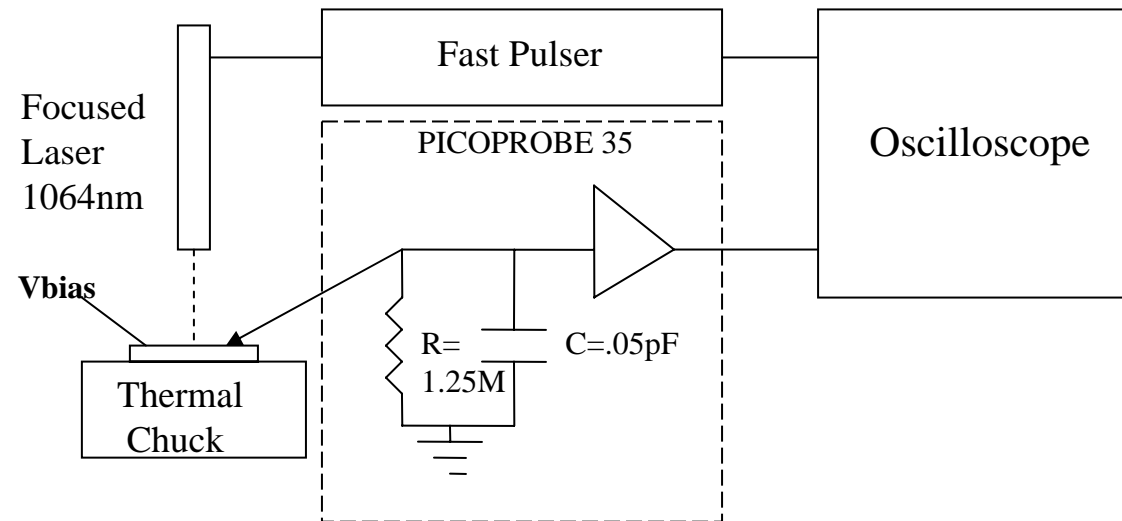 Fast Pulser
Focused
Laser
1064nm
Oscilloscope
PICOPROBE 35
Vbias
R=
1.25M
C=.05pF
Thermal
Chuck